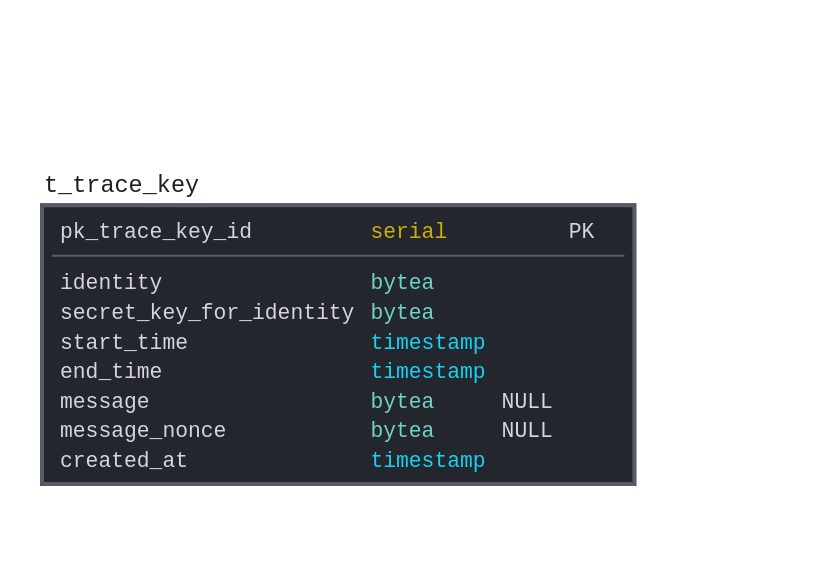 t_trace_key
pk_trace_key_id serial PK
identity bytea
secret_key_for_identity bytea
start_time timestamp
end_time timestamp
message bytea NULL
message_nonce bytea NULL
created_at timestamp